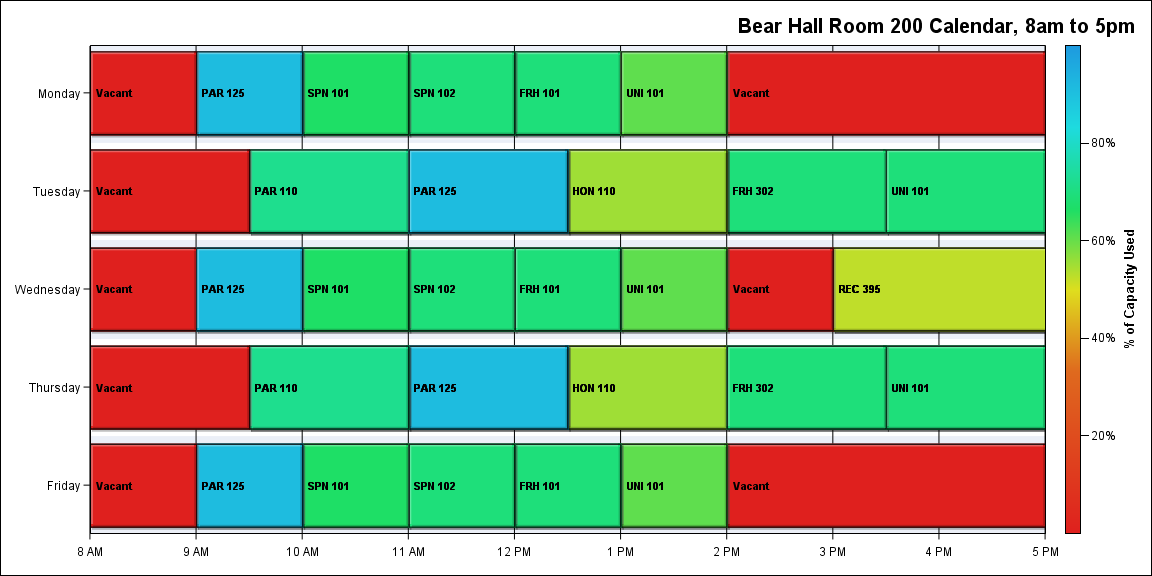 Bear Hall Room 200 Calendar, 8am to 5pm
Monday
Vacant
PAR 125
SPN 101
SPN 102
FRH 101
UNI 101
Vacant
Tuesday
Vacant
PAR 110
PAR 125
HON 110
FRH 302
UNI 101
Wednesday
Vacant
PAR 125
SPN 101
SPN 102
FRH 101
UNI 101
Vacant
REC 395
Thursday
Vacant
PAR 110
PAR 125
HON 110
FRH 302
UNI 101
Friday
Vacant
PAR 125
SPN 101
SPN 102
FRH 101
UNI 101
Vacant
8 AM
9 AM
10 AM
11 AM
12 PM
1 PM
2 PM
3 PM
4 PM
5 PM
80%
60%
40%
20%
% of Capacity Used